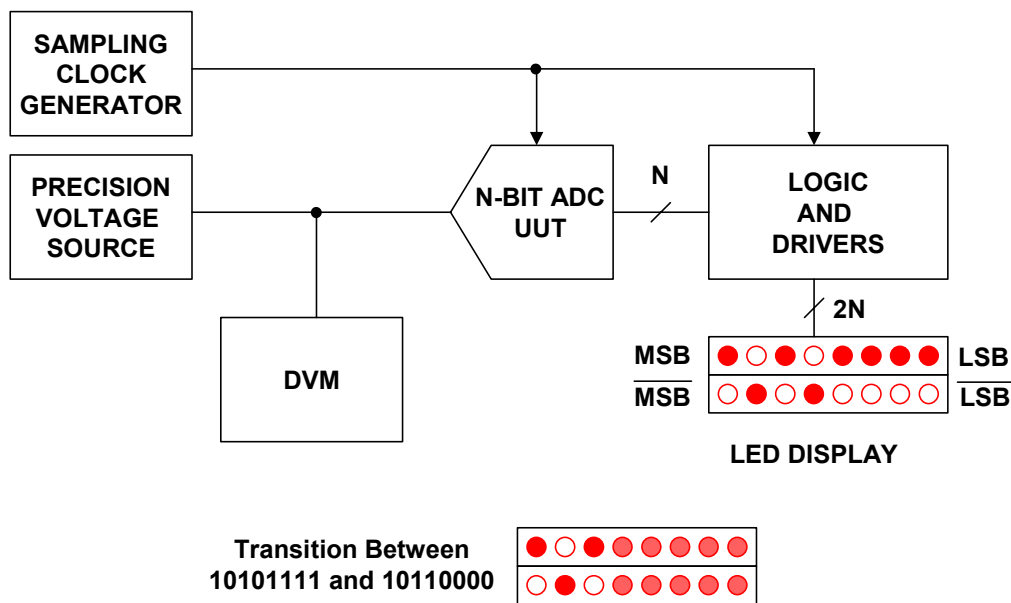 SAMPLING
CLOCK
GENERATOR
PRECISION
VOLTAGE
SOURCE
N-BIT ADC
UUT
N
LOGIC
AND
DRIVERS
2N
DVM
MSB
LSB
MSB
LSB
LED DISPLAY
Transition Between
10101111 and 10110000